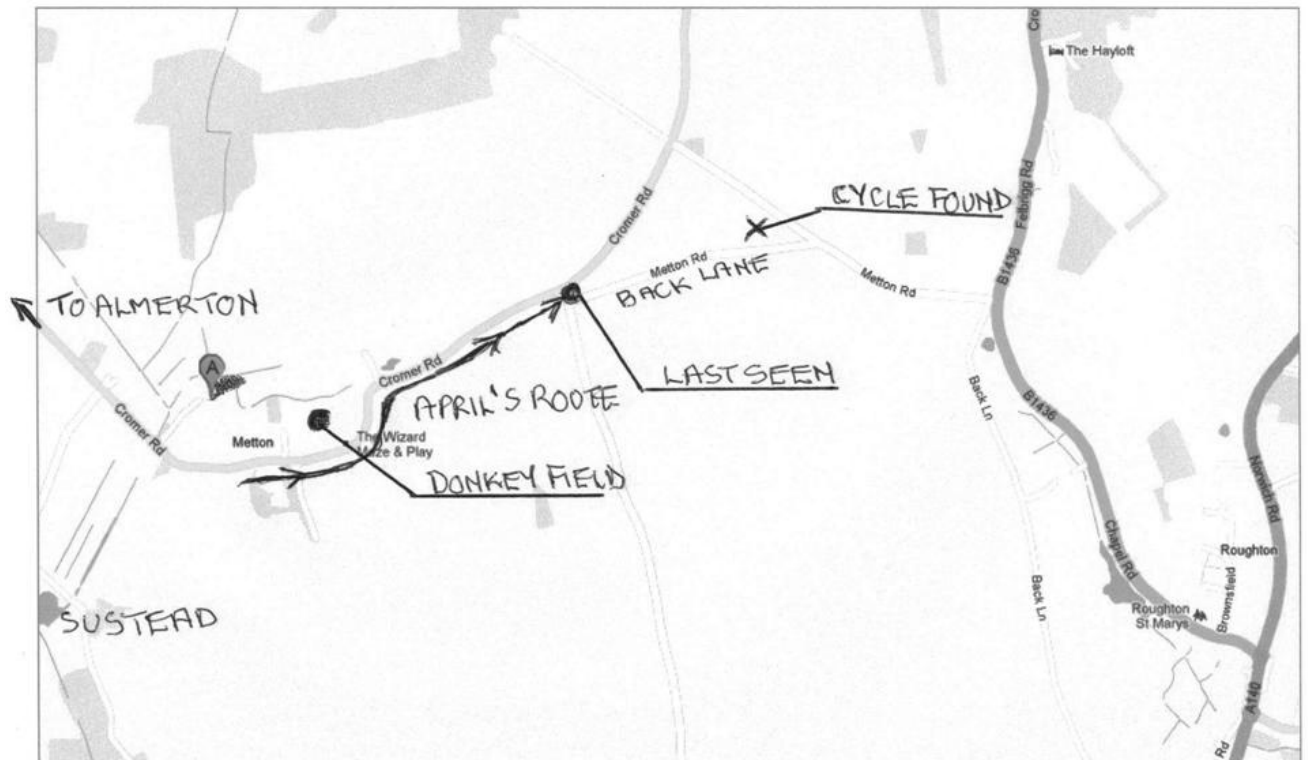 Cro
The Hayloft
CYCLE FOUND
Cromer Rd
Felbrigg Rd
B1436
Metton Rd
BACK LANE
Metton Rd
TO ALMERTON
A
LAST SEEN
Cromer Rd
APRIL'S ROOTE
Back Ln
B1436
Cromer Rd
Metton
The Wizard
Maze & Play
DONKEY FIELD
Norwich Rd
Chapel Rd
Roughton
Back Ln
Brownsfield
Roughton
St Marys
SUSTEAD
A140
Rd